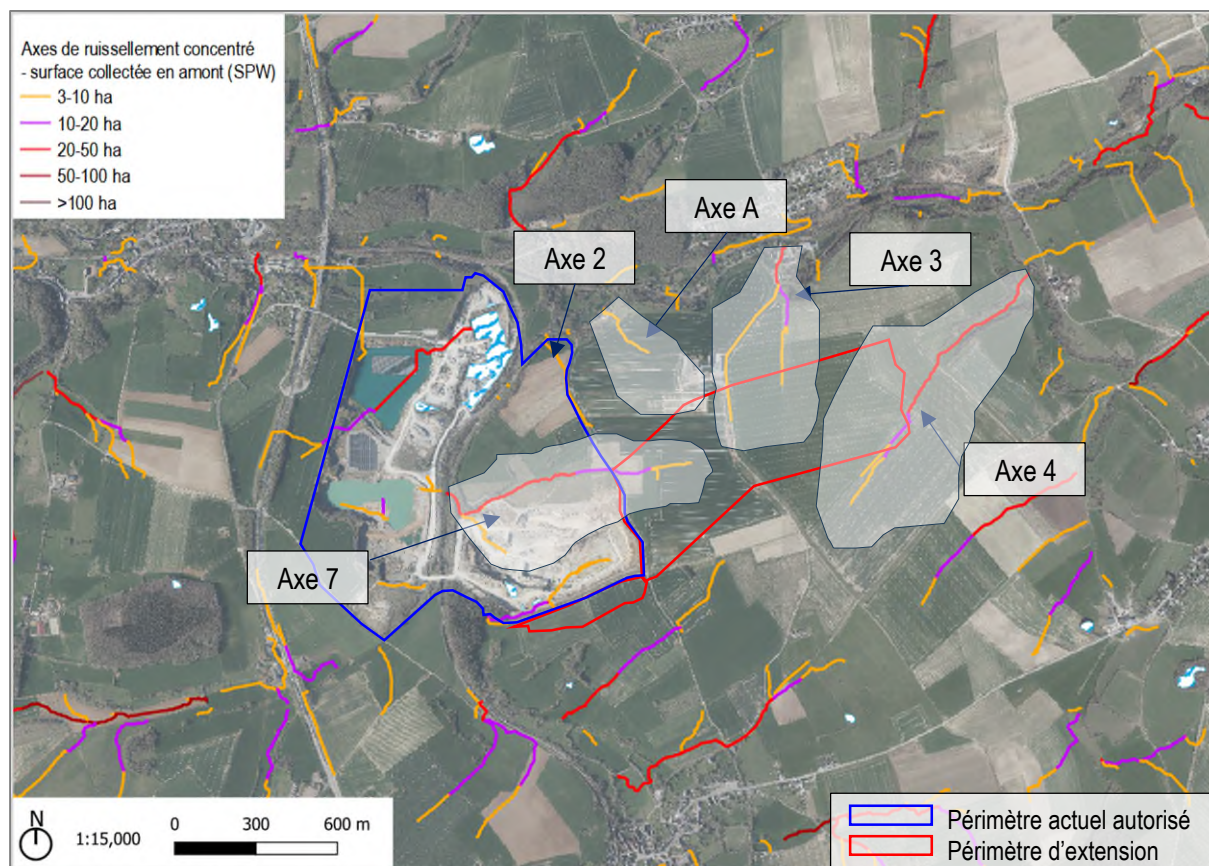 Axes de ruissellement concentré
- surface collectée en amont (SPW)
3-10 ha
10-20 ha
20-50 ha
50-100 ha
>100 ha
Axe A
Axe 2
Axe 3
Axe 4
Axe 7
N
1:15,000
0 300 600 m
Périmètre actuel autorisé
Périmètre d'extension